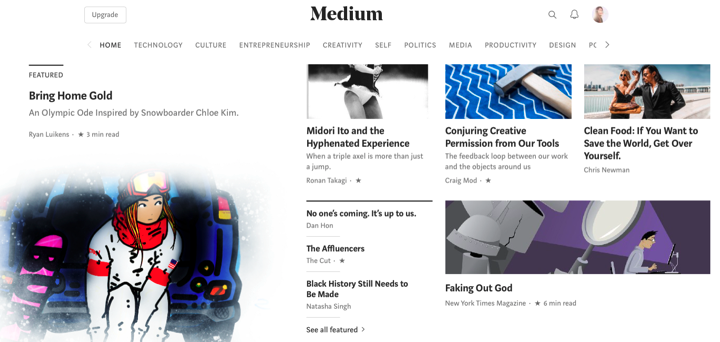 Upgrade
Medium
HOME TECHNOLOGY CULTURE ENTREPRENEURSHIP CREATIVITY SELF POLITICS MEDIA PRODUCTIVITY DESIGN
FEATURED
Bring Home Gold
An Olympic Ode Inspired by Snowboarder Chloe Kim.
Ryan Luikens · ★ 3 min read
Midori Ito and the
Hyphenated Experience
When a triple axel is more than just
a jump.
Ronan Takagi · ★
Conjuring Creative
Permission from Our Tools
The feedback loop between our work
and the objects around us
Craig Mod · ★
Clean Food: If You Want to
Save the World, Get Over
Yourself.
Chris Newman
No one's coming. It's up to us.
Dan Hon
The Affluencers
The Cut · ★
Black History Still Needs to
Be Made
Natasha Singh
See all featured
Faking Out God
New York Times Magazine · ★ 6 min read